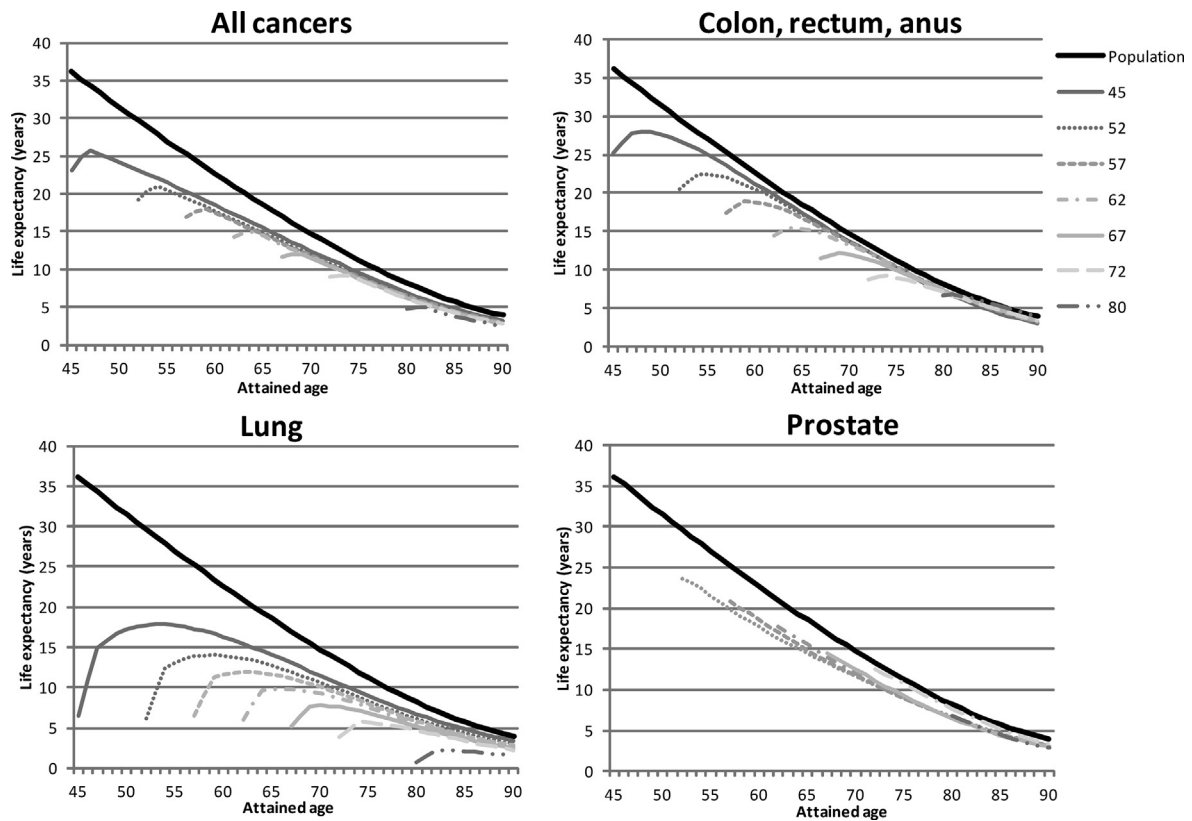 All cancers
40
35
30
25
20
15
10
5
0
Life expectancy (years)
45 50 55 60 65 70 75 80 85 90
Attained age
Colon, rectum, anus
40
35
30
25
20
15
10
5
0
Life expectancy (years)
45 50 55 60 65 70 75 80 85 90
Attained age
Population
45
52
57
62
67
72
80
Lung
40
35
30
25
20
15
10
5
0
Life expectancy (years)
45 50 55 60 65 70 75 80 85 90
Attained age
Prostate
40
35
30
25
20
15
10
5
0
Life expectancy (years)
45 50 55 60 65 70 75 80 85 90
Attained age